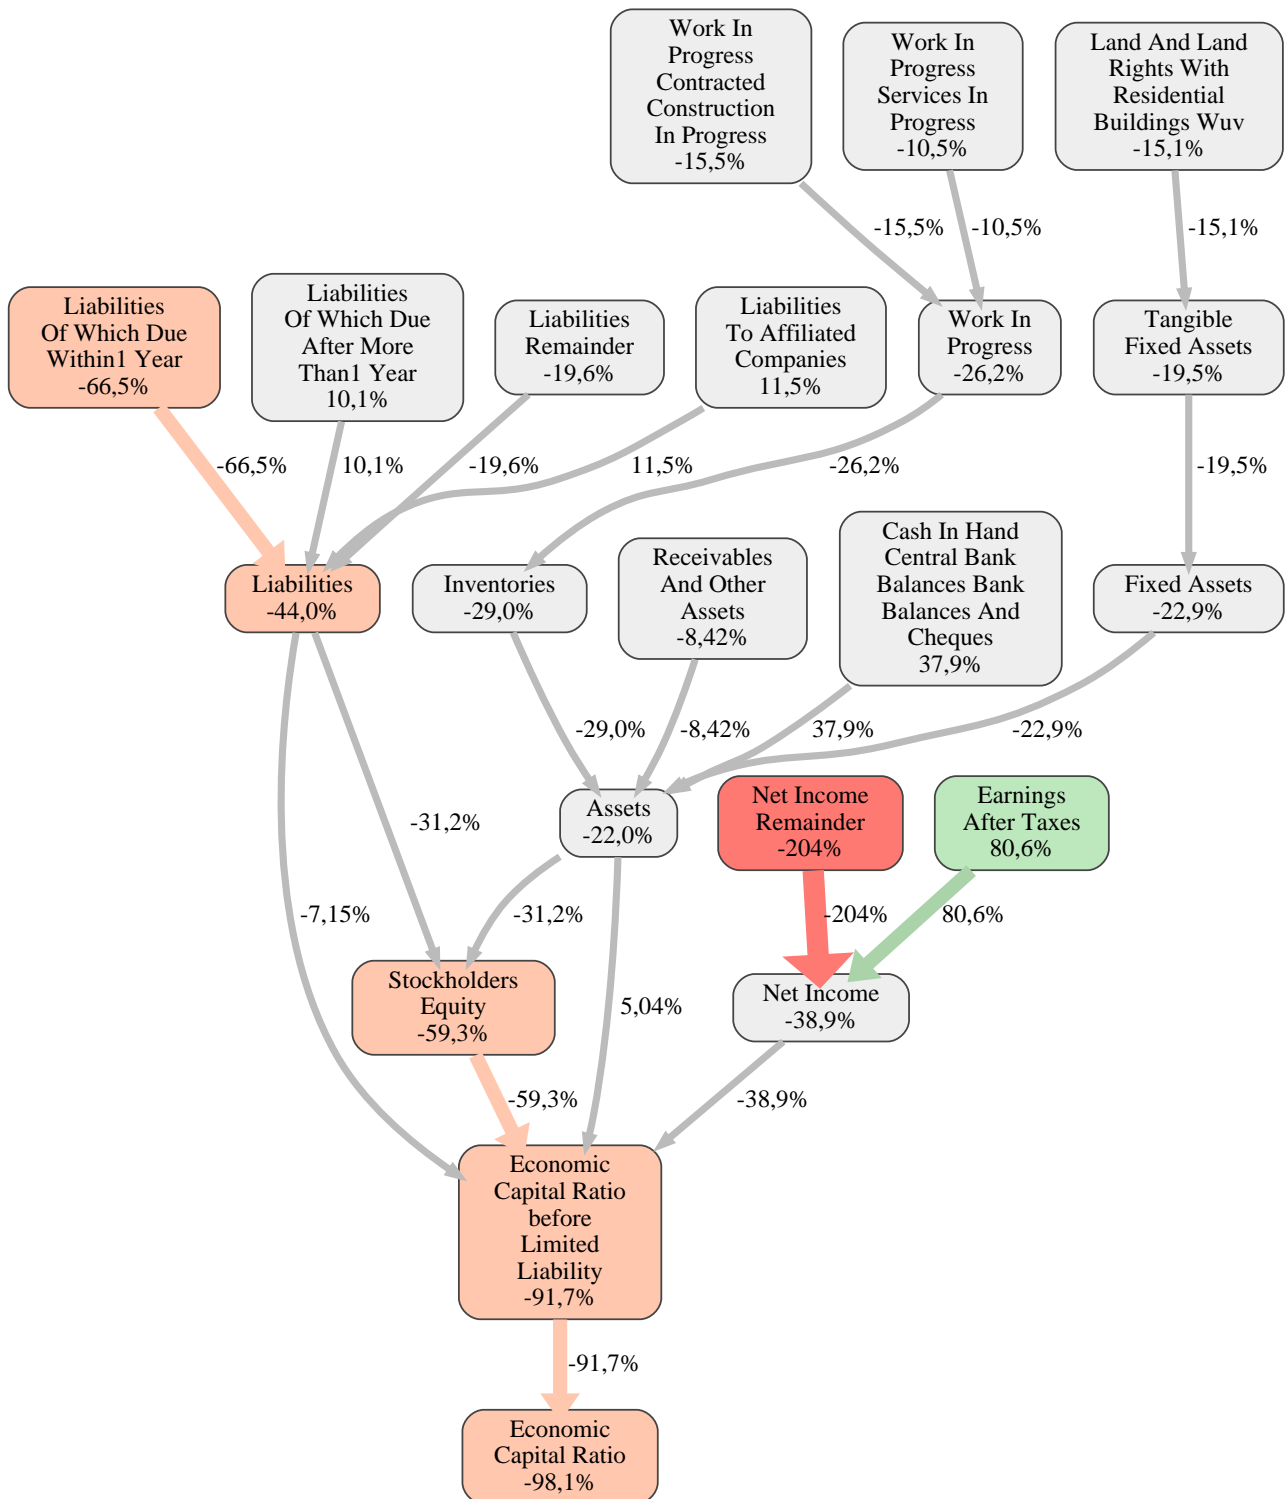 Work In
Progress
Contracted
Construction
In Progress
-15,5%
Work In
Progress
Services In
Progress
-10,5%
Land And Land
Rights With
Residential
Buildings Wuv
-15,1%
-15,5%
-10,5%
-15,1%
Liabilities
Of Which Due
Within1 Year
-66,5%
Liabilities
Of Which Due
After More
Than1 Year
10,1%
Liabilities
Remainder
-19,6%
Liabilities
To Affiliated
Companies
11,5%
Work In
Progress
-26,2%
Tangible
Fixed Assets
-19,5%
-66,5%
10,1%
-19,6%
11,5%
-26,2%
-19,5%
Liabilities
-44,0%
Inventories
-29,0%
Receivables
And Other
Assets
-8,42%
Cash In Hand
Central Bank
Balances Bank
Balances And
Cheques
37,9%
Fixed Assets
-22,9%
-29,0%
-8,42%
37,9%
-22,9%
-31,2%
Assets
-22,0%
Net Income
Remainder
-204%
Earnings
After Taxes
80,6%
-7,15%
-31,2%
-204%
80,6%
Stockholders
Equity
-59,3%
5,04%
Net Income
-38,9%
-59,3%
-38,9%
Economic
Capital Ratio
before
Limited
Liability
-91,7%
-91,7%
Economic
Capital Ratio
-98,1%